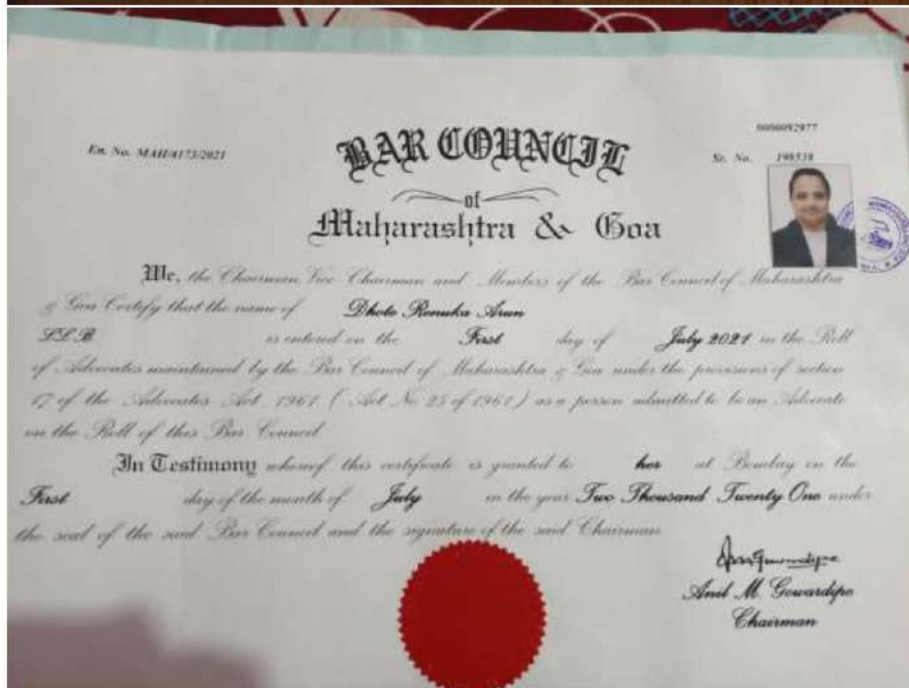 0000092977
En. No. MAH/4173/2021
Sr. No. 198538
BAR COUNCIL
of
Maharashtra & Goa
We, the Chairman, Vice Chairman and Members of the Bar Council of Maharashtra
& Goa Certify that the name of Dhote Renuka Arun
LLB is entered on the First day of July 2021 in the Roll
of Advocates maintained by the Bar Council of Maharashtra & Goa under the provisions of section
17 of the Advocates Act, 1961 ( Act No 25 of 1961 ) as a person admitted to be an Advocate
on the Roll of this Bar Council
In Testimony whereof this certificate is granted to her at Bombay on the
First day of the month of July in the year Two Thousand Twenty One under
the seal of the said Bar Council and the signature of the said Chairman
Anil M. Gowardipe
Chairman